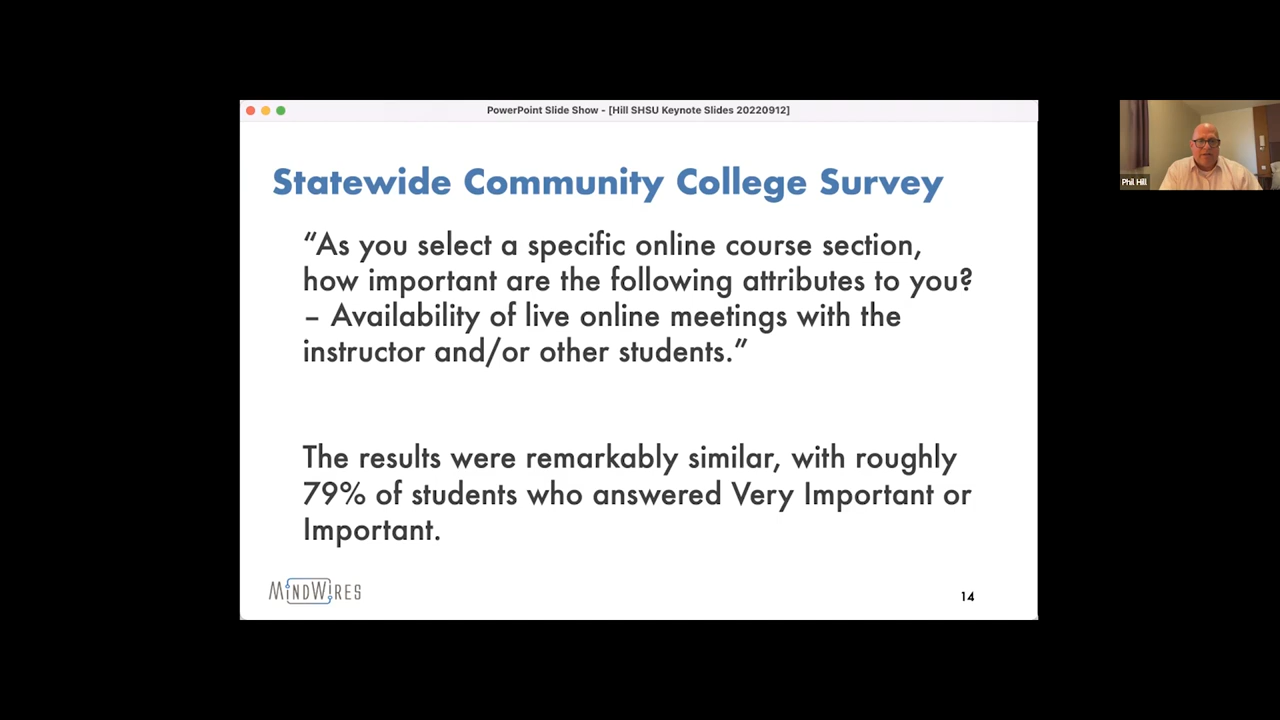 PowerPoint Slide Show - [Hill SHSU Keynote Slides 20220912]
Statewide Community College Survey
“As you select a specific online course section,
how important are the following attributes to you?
– Availability of live online meetings with the
instructor and/or other students.”
The results were remarkably similar, with roughly
79% of students who answered Very Important or
Important.
MINDWIRES
14
Phil Hill